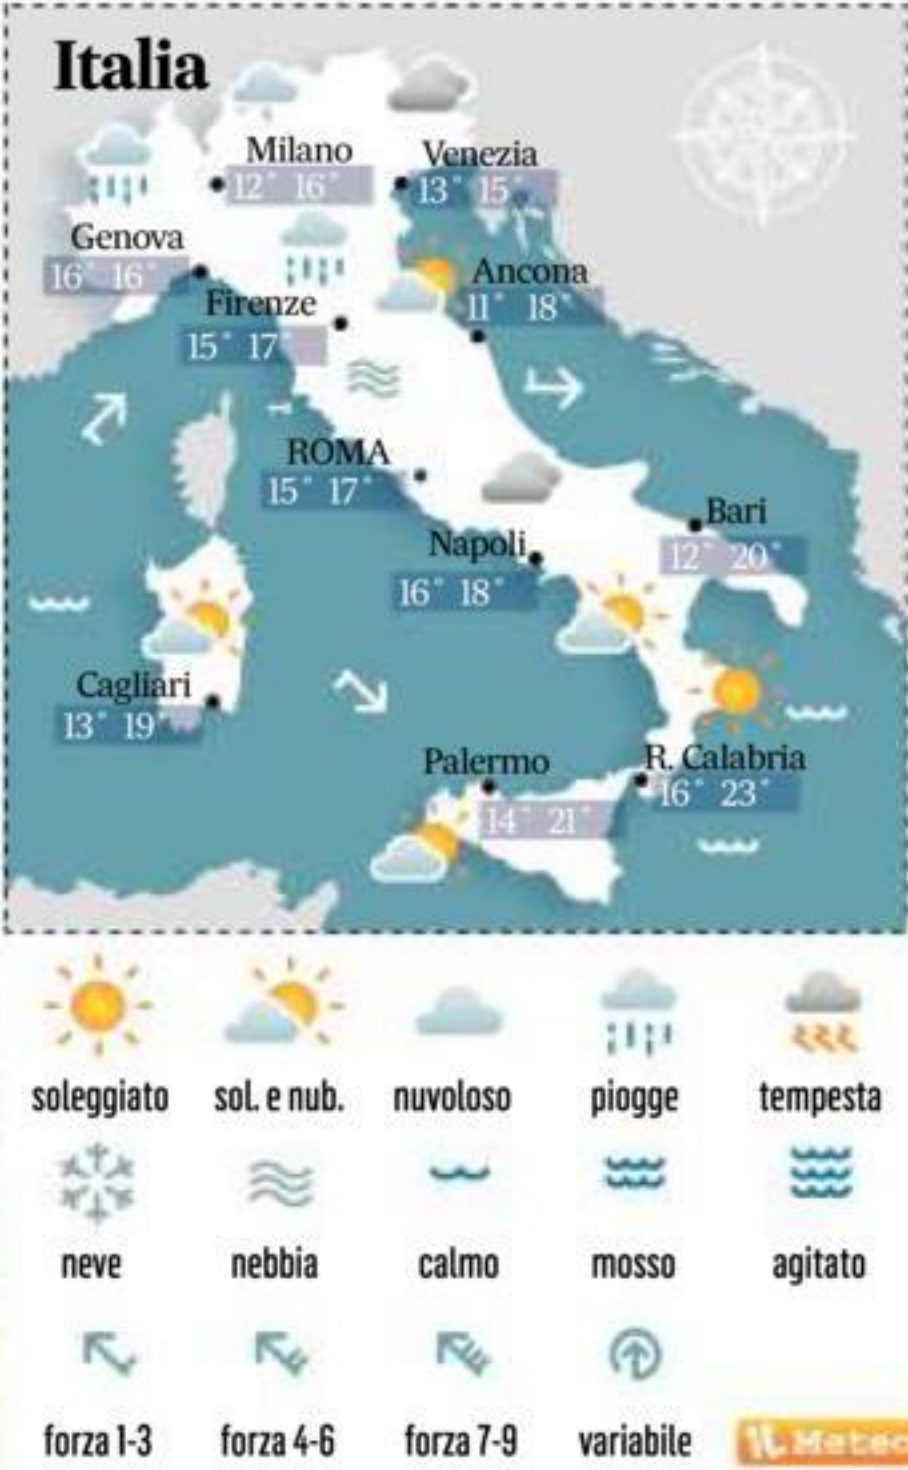 Italia
Milano
12° 16°
Venezia
13° 15°
Genova
16° 16°
Ancona
11° 18°
Firenze
15° 17°
ROMA
15° 17°
Bari
12° 20°
Napoli
16° 18°
Cagliari
13° 19°
Palermo
14° 21°
R. Calabria
16° 23°
soleggiato sol. e nub. nuvoloso piogge tempesta
neve nebbia calmo mosso agitato
forza 1-3 forza 4-6 forza 7-9 variabile
iL Meteo